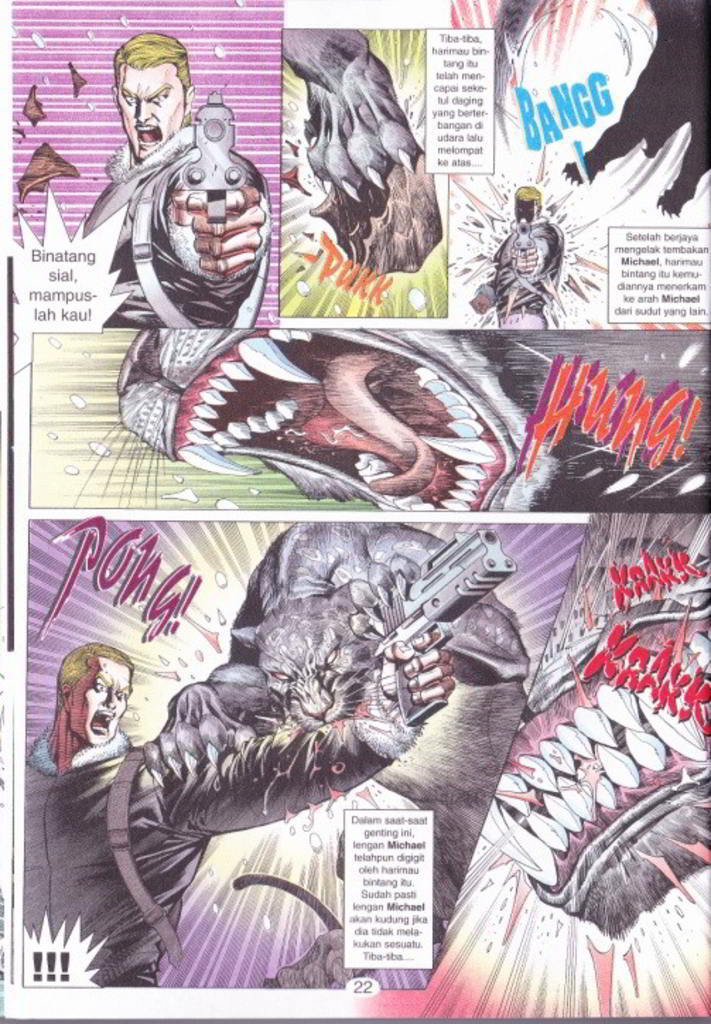 Binatang
sial,
mampus-
lah kau!
Tiba-tiba,
harimau bin-
tang itu
telah men-
capai seke-
tul daging
yang berter-
bangan di
udara lalu
melompat
ke atas....
PUKK
BANGG
!
Setelah berjaya
mengelak tembakan
Michael, harimau
bintang itu kemu-
diannya menerkam
ke arah Michael
dari sudut yang lain.
HUNG!
PONG!!
KRAKK
KRAKK
Dalam saat-saat
genting ini,
lengan Michael
telahpun digigit
oleh harimau
bintang itu.
Sudah pasti
lengan Michael
akan kudung jika
dia tidak mela-
kukan sesuatu.
Tiba-tiba....
!!!
22